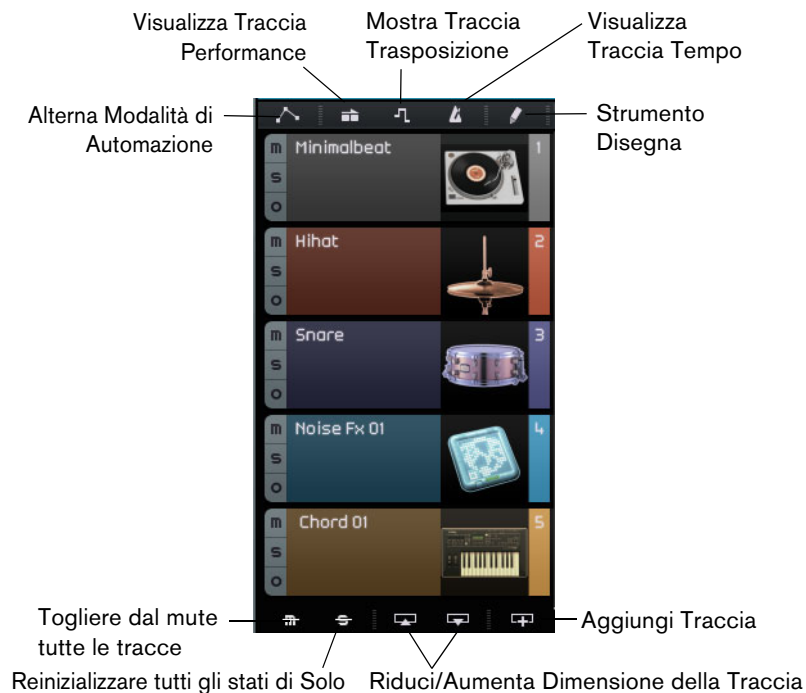 Visualizza Traccia
Performance
Mostra Traccia
Trasposizione
Visualizza
Traccia Tempo
Alterna Modalità di
Automazione
Strumento
Disegna
m
s
o
Minimalbeat
1
m
s
o
Hihat
2
m
s
o
Snare
3
m
s
o
Noise Fx 01
4
m
s
o
Chord 01
5
m
s
Togliere dal mute
tutte le tracce
Aggiungi Traccia
Reinizializzare tutti gli stati di Solo
Riduci/Aumenta Dimensione della Traccia